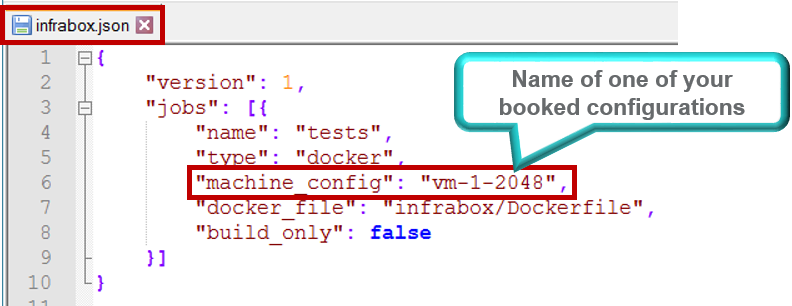 infrabox.json
1 {
2 "version": 1,
3 "jobs": [{
4 "name": "tests",
5 "type": "docker",
6 "machine_config": "vm-1-2048",
7 "docker_file": "infrabox/Dockerfile",
8 "build_only": false
9 }]
10 }
Name of one of your
booked configurations